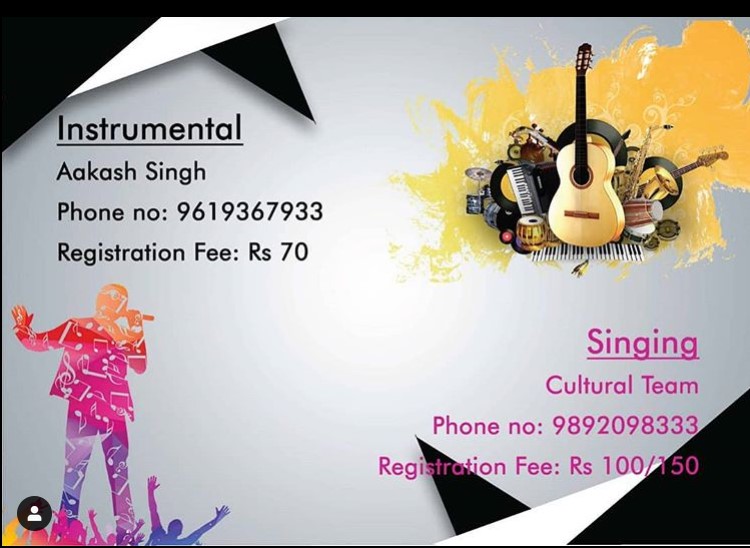 Instrumental
Aakash Singh
Phone no: 9619367933
Registration Fee: Rs 70
Singing
Cultural Team
Phone no: 9892098333
Registration Fee: Rs 100/150